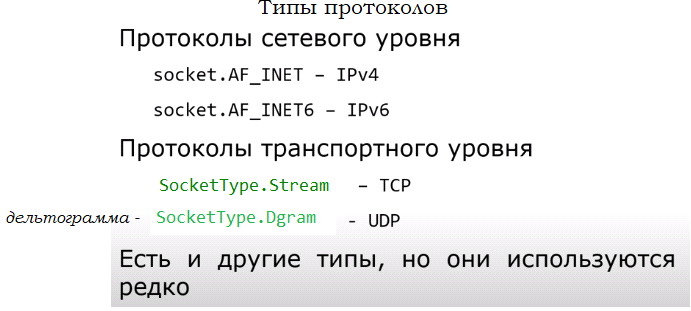 Типы протоколов
Протоколы сетевого уровня
socket.AF_INET – IPv4
socket.AF_INET6 – IPv6
Протоколы транспортного уровня
SocketType.Stream – TCP
дельтограмма - SocketType.Dgram - UDP
Есть и другие типы, но они используются
редко